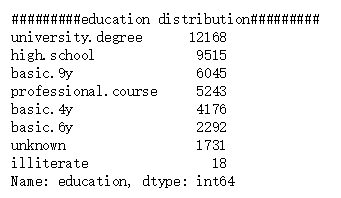 #########education distribution#########
university.degree      12168
high.school             9515
basic.9y                6045
professional.course     5243
basic.4y                4176
basic.6y                2292
unknown                 1731
illiterate                18
Name: education, dtype: int64